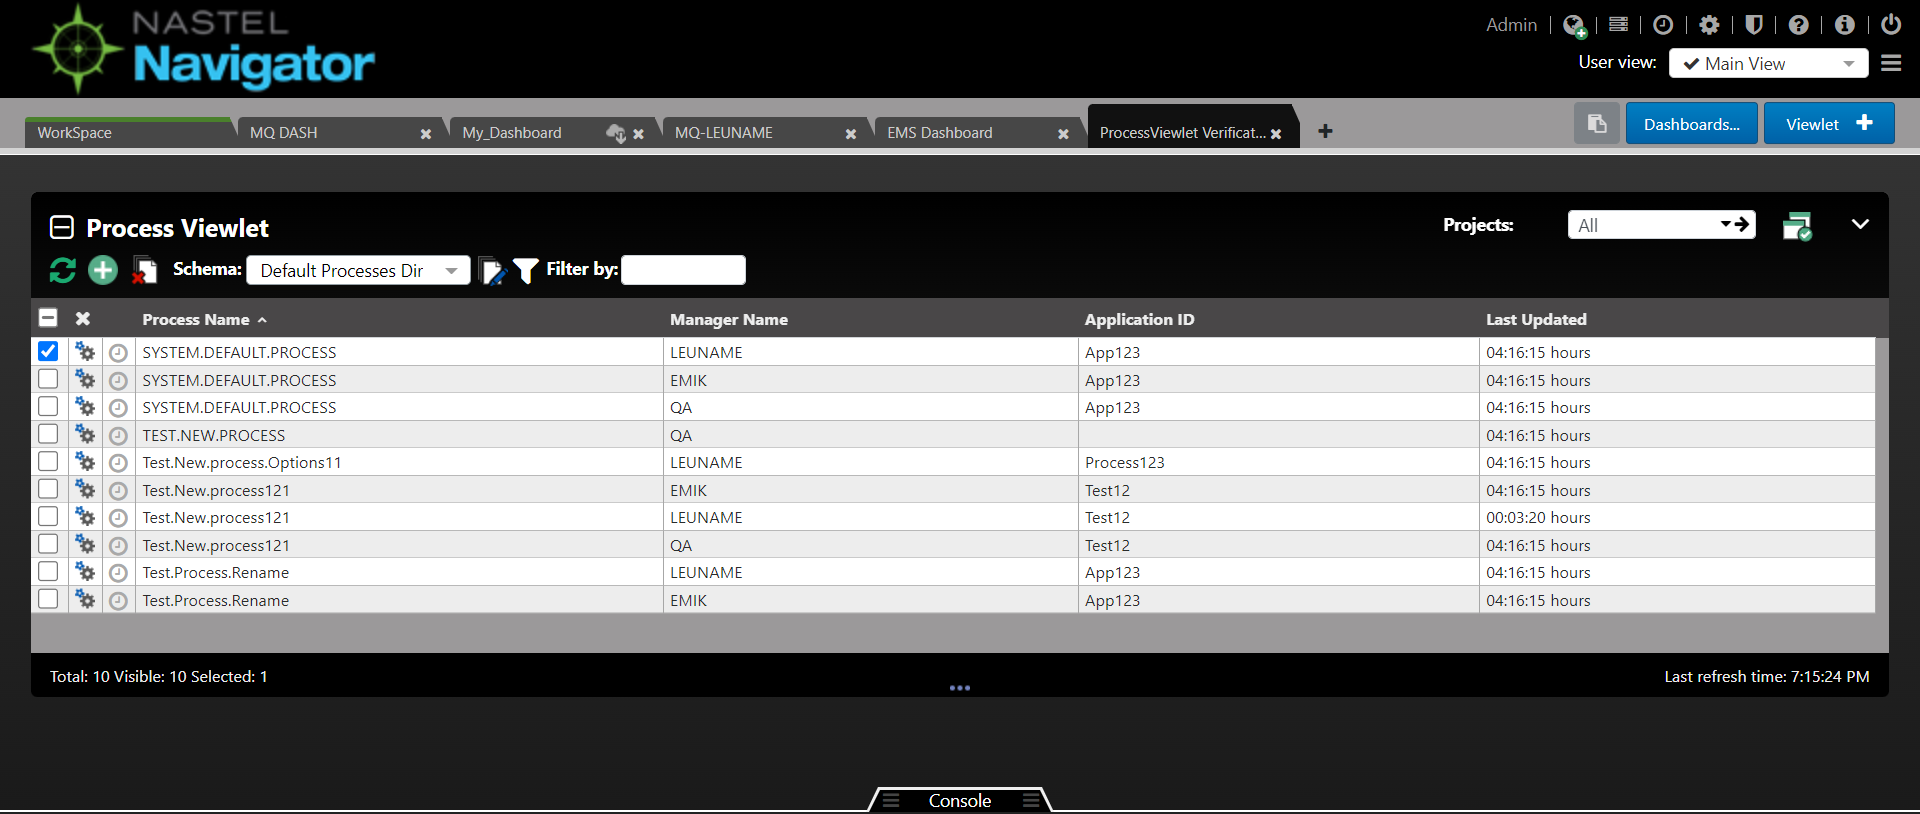 NASTEL
Navigator
Admin
User view: Main View
WorkSpace
MQ DASH
My_Dashboard
MQ-LEUNAME
EMS Dashboard
ProcessViewlet Verificat...
Dashboards...
Viewlet
Process Viewlet
Projects: All
Schema: Default Processes Dir
Filter by:
Process Name Manager Name Application ID Last Updated
SYSTEM.DEFAULT.PROCESS LEUNAME App123 04:16:15 hours
SYSTEM.DEFAULT.PROCESS EMIK App123 04:16:15 hours
SYSTEM.DEFAULT.PROCESS QA App123 04:16:15 hours
TEST.NEW.PROCESS QA 04:16:15 hours
Test.New.process.Options11 LEUNAME Process123 04:16:15 hours
Test.New.process121 EMIK Test12 04:16:15 hours
Test.New.process121 LEUNAME Test12 00:03:20 hours
Test.New.process121 QA Test12 04:16:15 hours
Test.Process.Rename LEUNAME App123 04:16:15 hours
Test.Process.Rename EMIK App123 04:16:15 hours
Total: 10 Visible: 10 Selected: 1
Last refresh time: 7:15:24 PM
Console